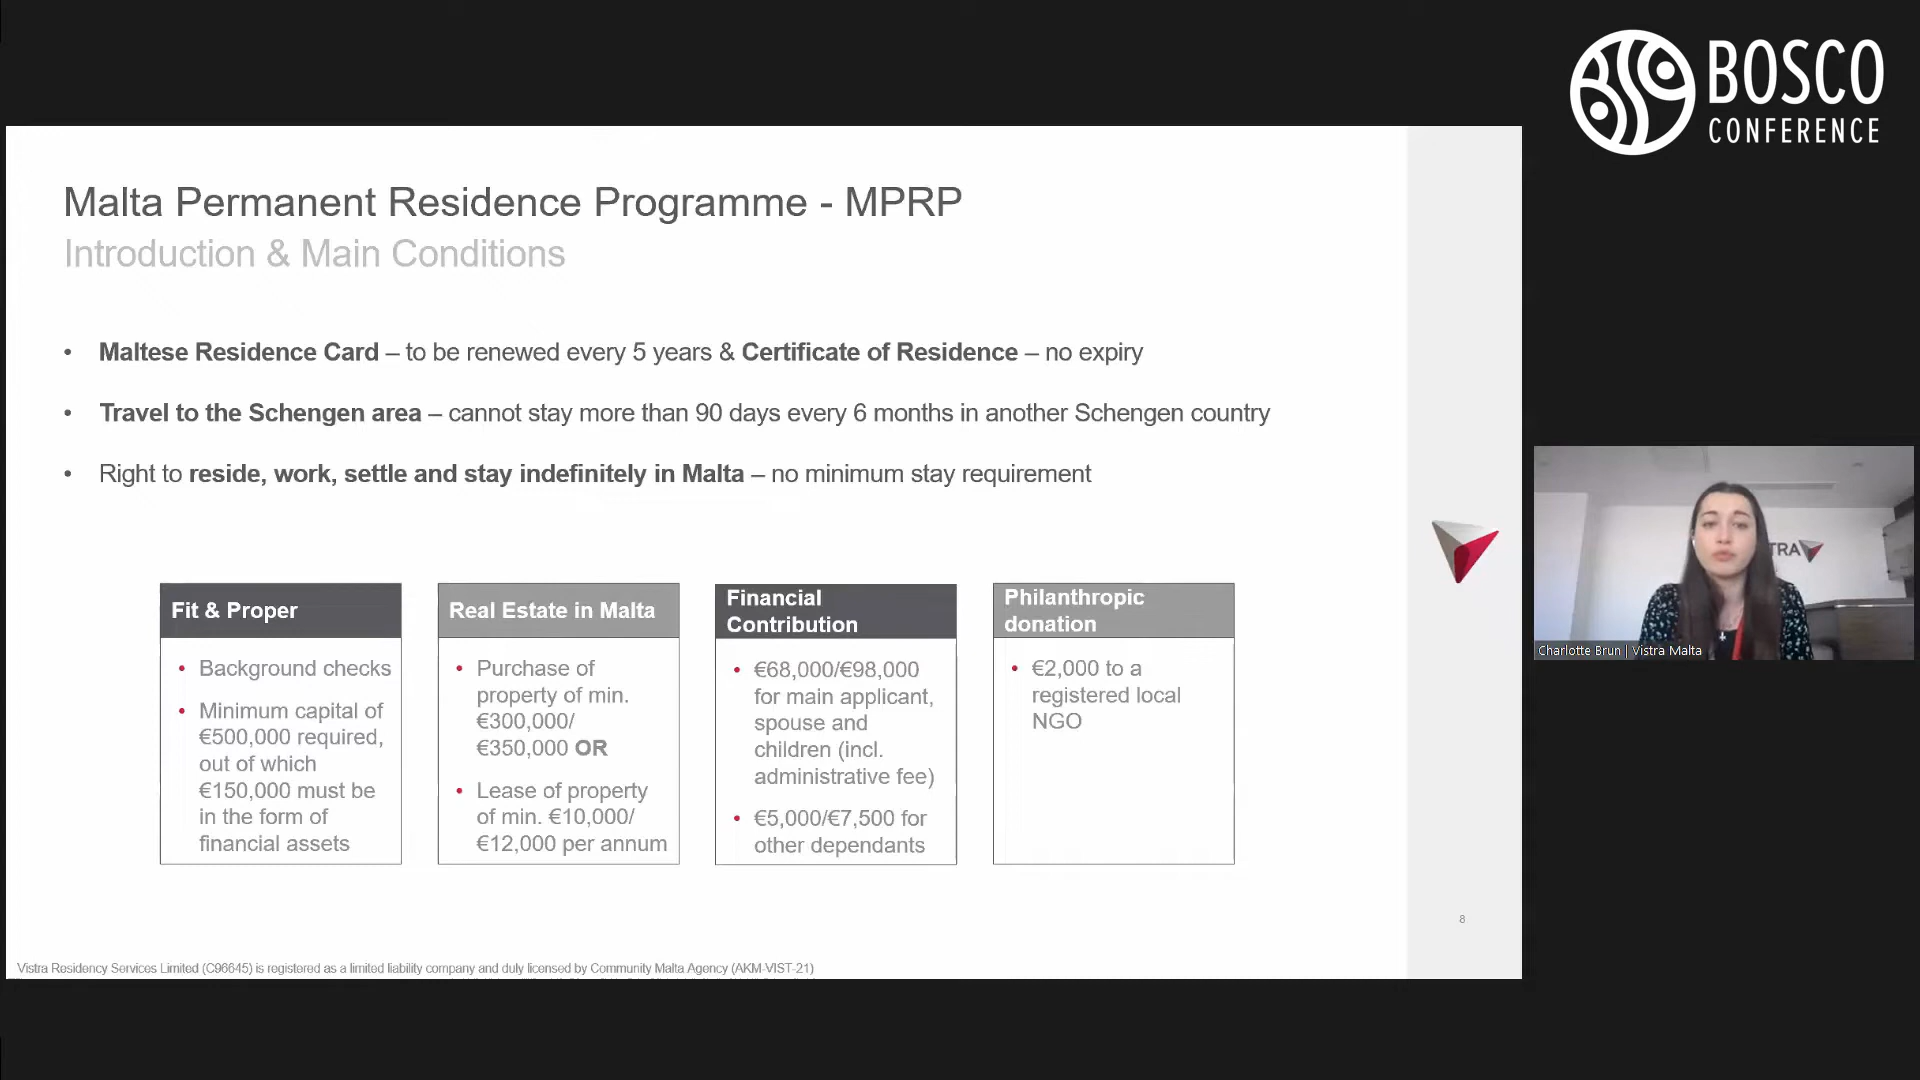 BOSCO
CONFERENCE
Malta Permanent Residence Programme - MPRP
Introduction & Main Conditions
• Maltese Residence Card – to be renewed every 5 years & Certificate of Residence – no expiry
• Travel to the Schengen area – cannot stay more than 90 days every 6 months in another Schengen country
• Right to reside, work, settle and stay indefinitely in Malta – no minimum stay requirement
Fit & Proper
• Background checks
• Minimum capital of
€500,000 required,
out of which
€150,000 must be
in the form of
financial assets
Real Estate in Malta
• Purchase of
property of min.
€300,000/
€350,000 OR
• Lease of property
of min. €10,000/
€12,000 per annum
Financial
Contribution
• €68,000/€98,000
for main applicant,
spouse and
children (incl.
administrative fee)
• €5,000/€7,500 for
other dependants
Philanthropic
donation
• €2,000 to a
registered local
NGO
TRA
Charlotte Brun | Vistra Malta
8
Vistra Residency Services Limited (C96645) is registered as a limited liability company and duly licensed by Community Malta Agency (AKM-VIST-21)